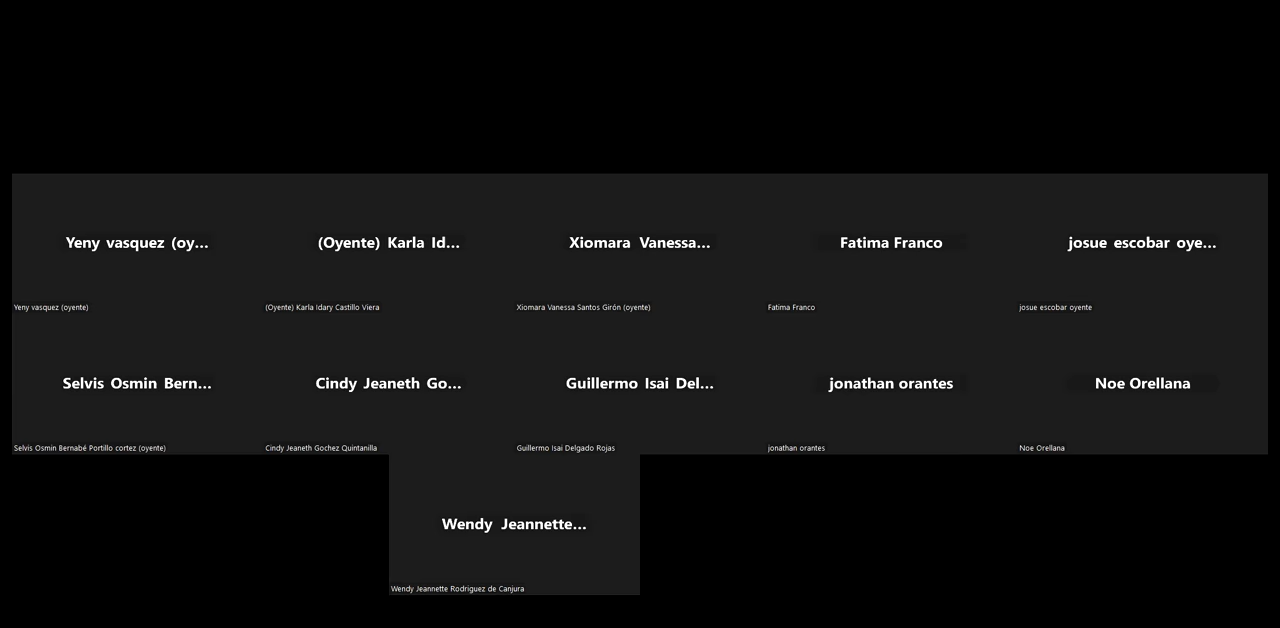 Yeny vasquez (oy...
(Oyente) Karla Id...
Xiomara Vanessa...
Fatima Franco
josue escobar oye...
Yeny vasquez (oyente)
(Oyente) Karla Idary Castillo Viera
Xiomara Vanessa Santos Girón (oyente)
Fatima Franco
josue escobar oyente
Selvis Osmin Bern...
Cindy Jeaneth Go...
Guillermo Isai Del...
jonathan orantes
Noe Orellana
Selvis Osmin Bernabé Portillo cortez (oyente)
Cindy Jeaneth Gochez Quintanilla
Guillermo Isai Delgado Rojas
jonathan orantes
Noe Orellana
Wendy Jeannette...
Wendy Jeannette Rodriguez de Canjura